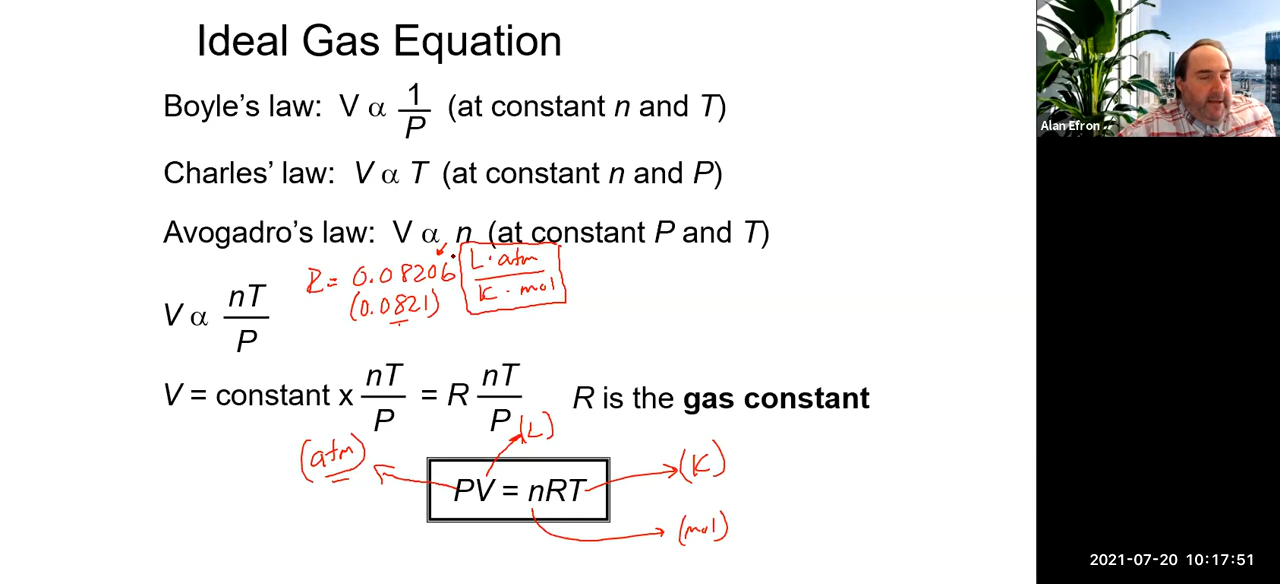 Ideal Gas Equation
Boyle's law: V α 1/P (at constant n and T)
Charles' law: V α T (at constant n and P)
Avogadro's law: V α n (at constant P and T)
R = 0.08206 L·atm / K·mol
(0.0821)
V α nT/P
V = constant x nT/P = R nT/P R is the gas constant
(L)
(atm)
(K)
PV = nRT
(mol)
Alan Efron
2021-07-20 10:17:51